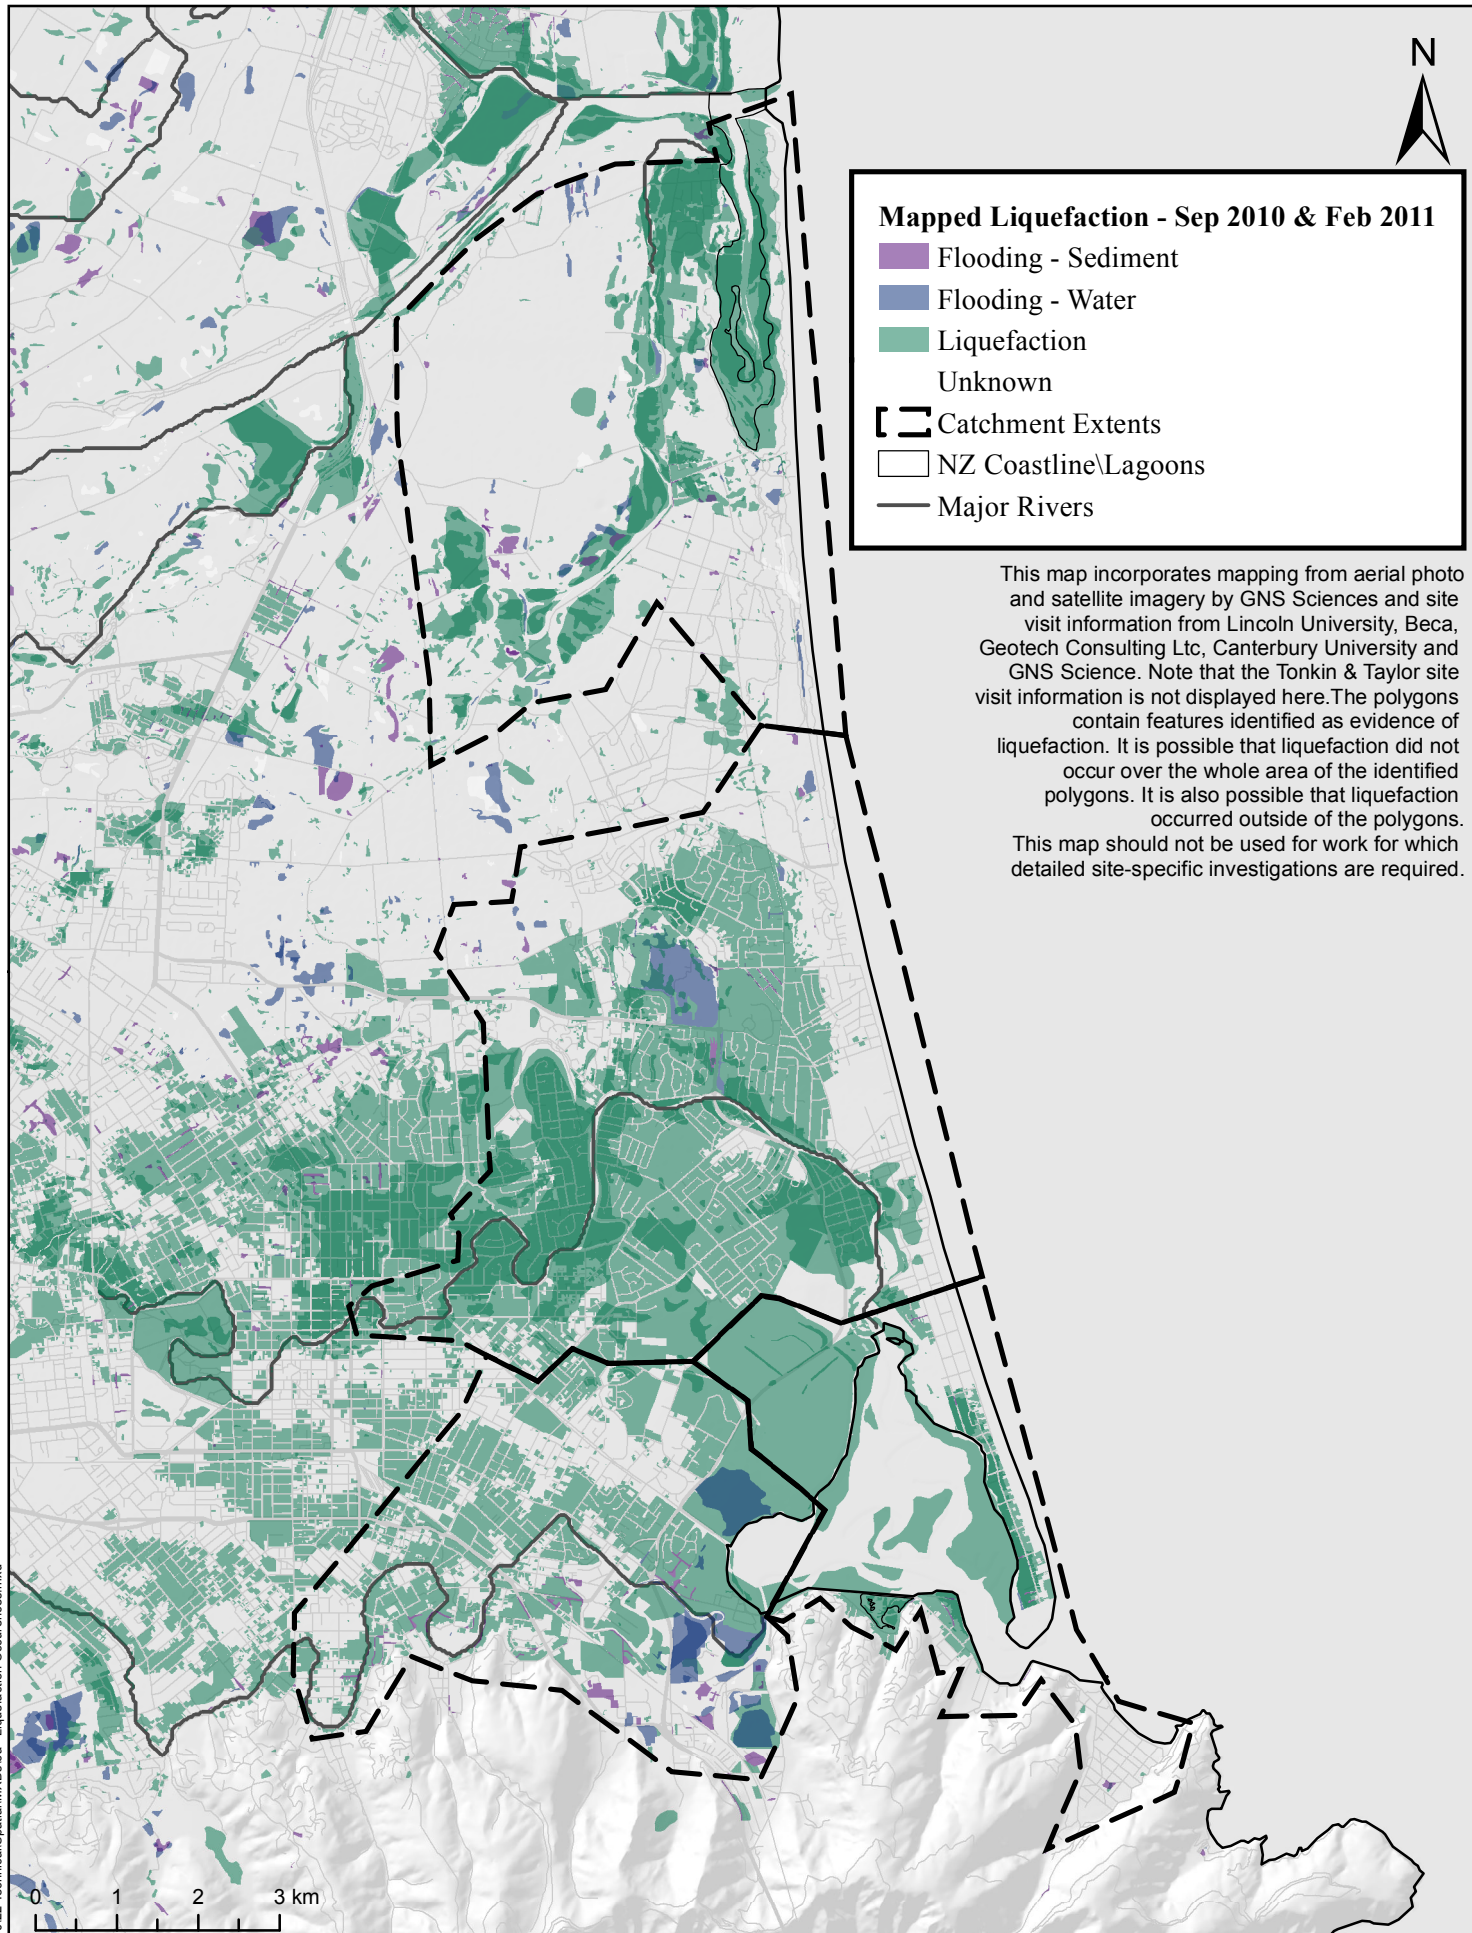 N
Mapped Liquefaction - Sep 2010 & Feb 2011
Flooding - Sediment
Flooding - Water
Liquefaction
Unknown
Catchment Extents
NZ Coastline\Lagoons
Major Rivers
This map incorporates mapping from aerial photo
and satellite imagery by GNS Sciences and site
visit information from Lincoln University, Beca,
Geotech Consulting Ltc, Canterbury University and
GNS Science. Note that the Tonkin & Taylor site
visit information is not displayed here.The polygons
contain features identified as evidence of
liquefaction. It is possible that liquefaction did not
occur over the whole area of the identified
polygons. It is also possible that liquefaction
occurred outside of the polygons.
This map should not be used for work for which
detailed site-specific investigations are required.
0 1 2 3 km